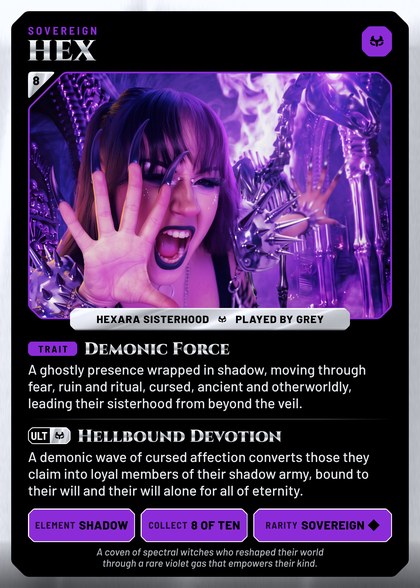 SOVEREIGN
HEX
8
HEXARA SISTERHOOD PLAYED BY GREY
TRAIT DEMONIC FORCE
A ghostly presence wrapped in shadow, moving through
fear, ruin and ritual, cursed, ancient and otherworldly,
leading their sisterhood from beyond the veil.
ULT HELLBOUND DEVOTION
A demonic wave of cursed affection converts those they
claim into loyal members of their shadow army, bound to
their will and their will alone for all of eternity.
ELEMENT SHADOW COLLECT 8 OF TEN RARITY SOVEREIGN
A coven of spectral witches who reshaped their world
through a rare violet gas that empowers their kind.